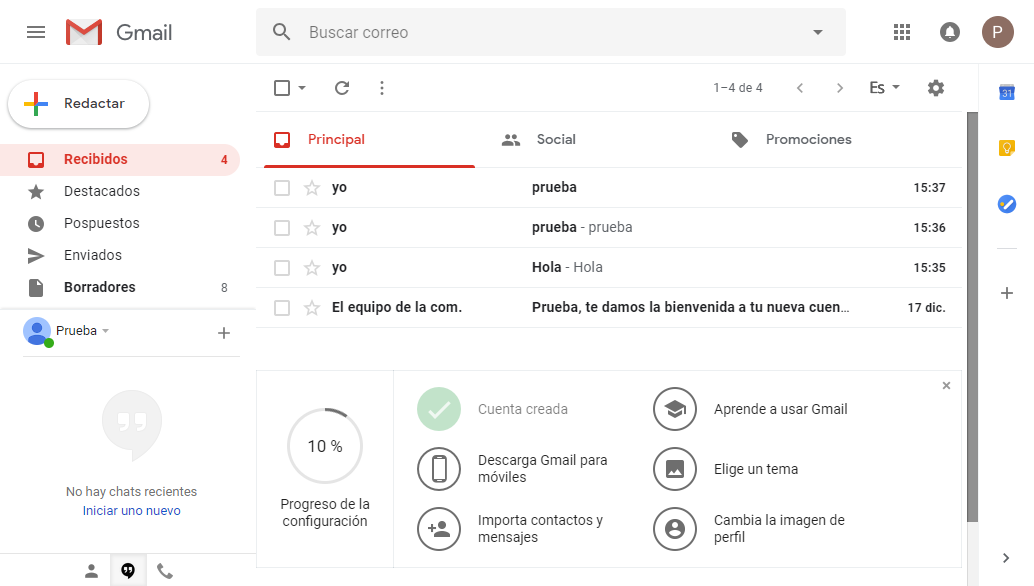 Gmail
Buscar correo
P
Redactar
1–4 de 4
Es
31
Recibidos 4
Destacados
Pospuestos
Enviados
Borradores 8
Prueba
No hay chats recientes
Iniciar uno nuevo
Principal
Social
Promociones
yo prueba 15:37
yo prueba - prueba 15:36
yo Hola - Hola 15:35
El equipo de la com. Prueba, te damos la bienvenida a tu nueva cuen… 17 dic.
10 %
Progreso de la
configuración
Cuenta creada
Descarga Gmail para
móviles
Importa contactos y
mensajes
Aprende a usar Gmail
Elige un tema
Cambia la imagen de
perfil